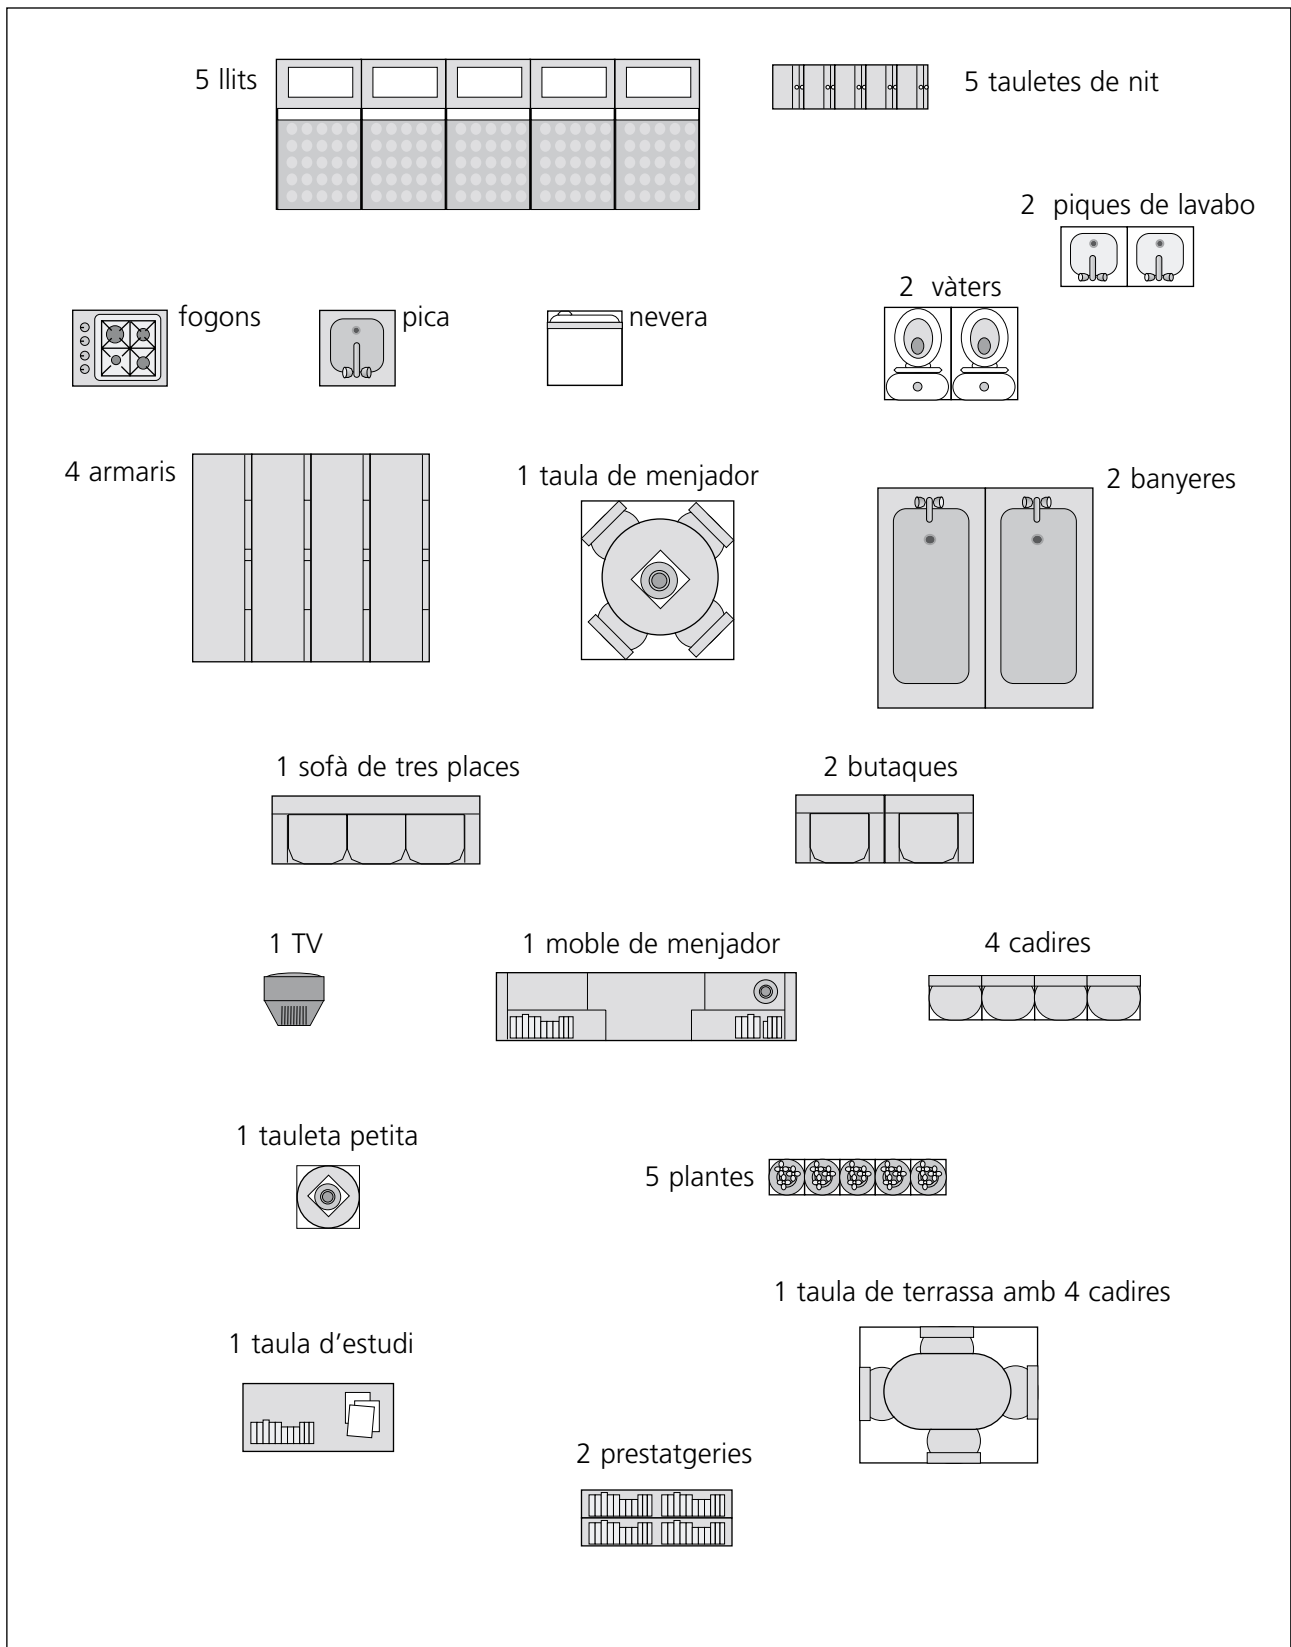 5 llits
5 tauletes de nit
2 piques de lavabo
2 vàters
fogons
pica
nevera
4 armaris
1 taula de menjador
2 banyeres
1 sofà de tres places
2 butaques
1 TV
1 moble de menjador
4 cadires
1 tauleta petita
5 plantes
1 taula de terrassa amb 4 cadires
1 taula d’estudi
2 prestatgeries